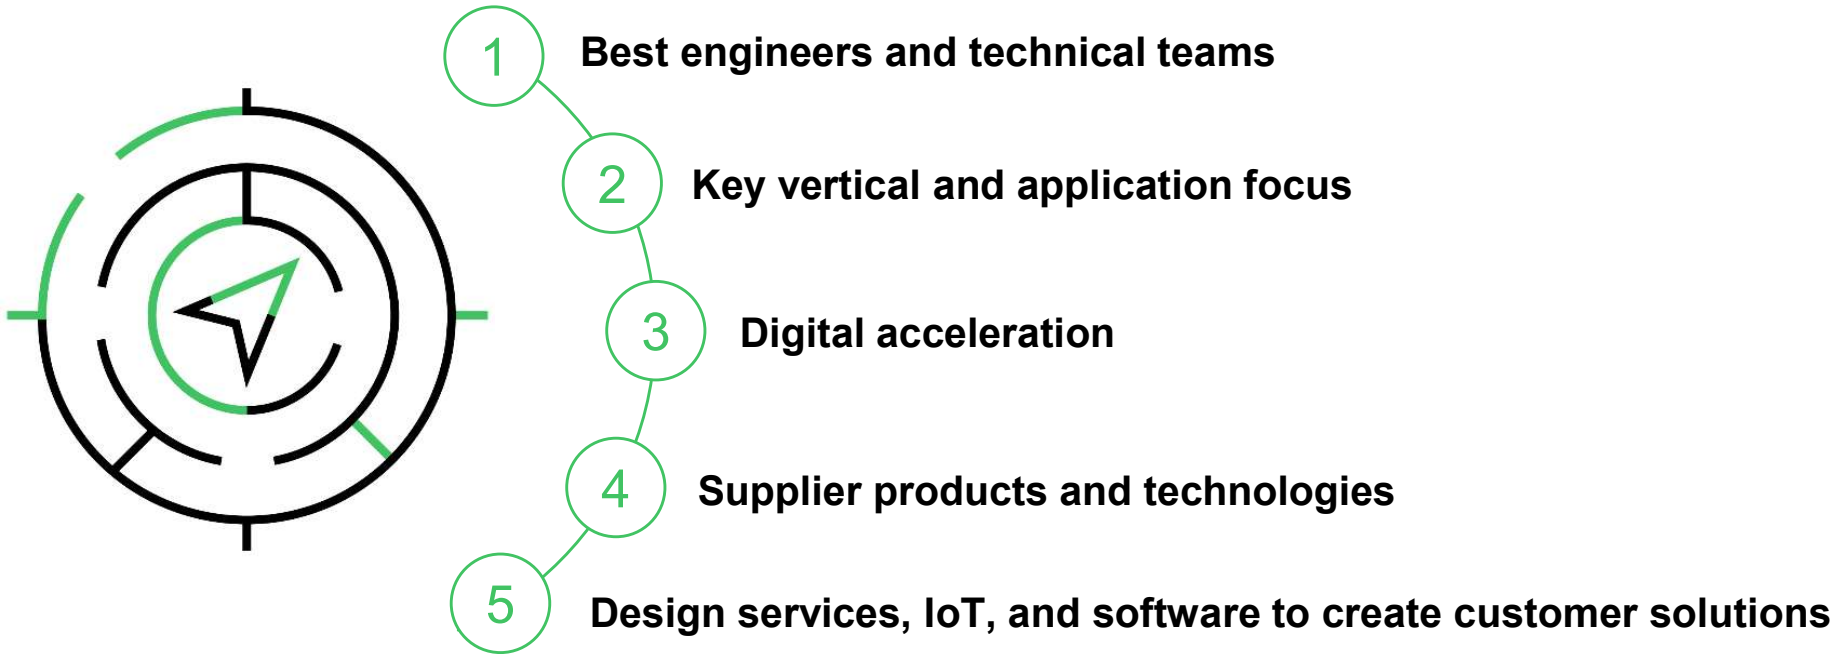 1 Best engineers and technical teams
2 Key vertical and application focus
3 Digital acceleration
4 Supplier products and technologies
5 Design services, IoT, and software to create customer solutions